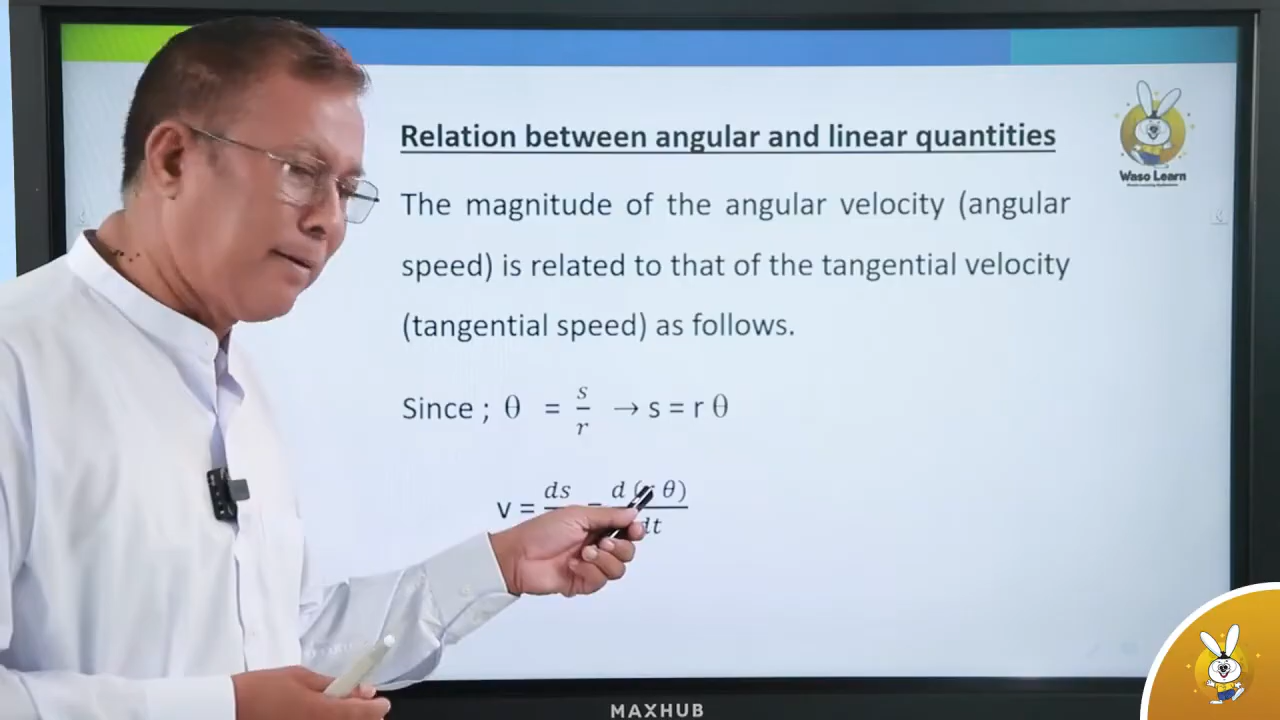 Relation between angular and linear quantities
Waso Learn
The magnitude of the angular velocity (angular
speed) is related to that of the tangential velocity
(tangential speed) as follows.
Since ; θ = s/r → s = r θ
v = ds = d ( θ)/dt
MAXHUB